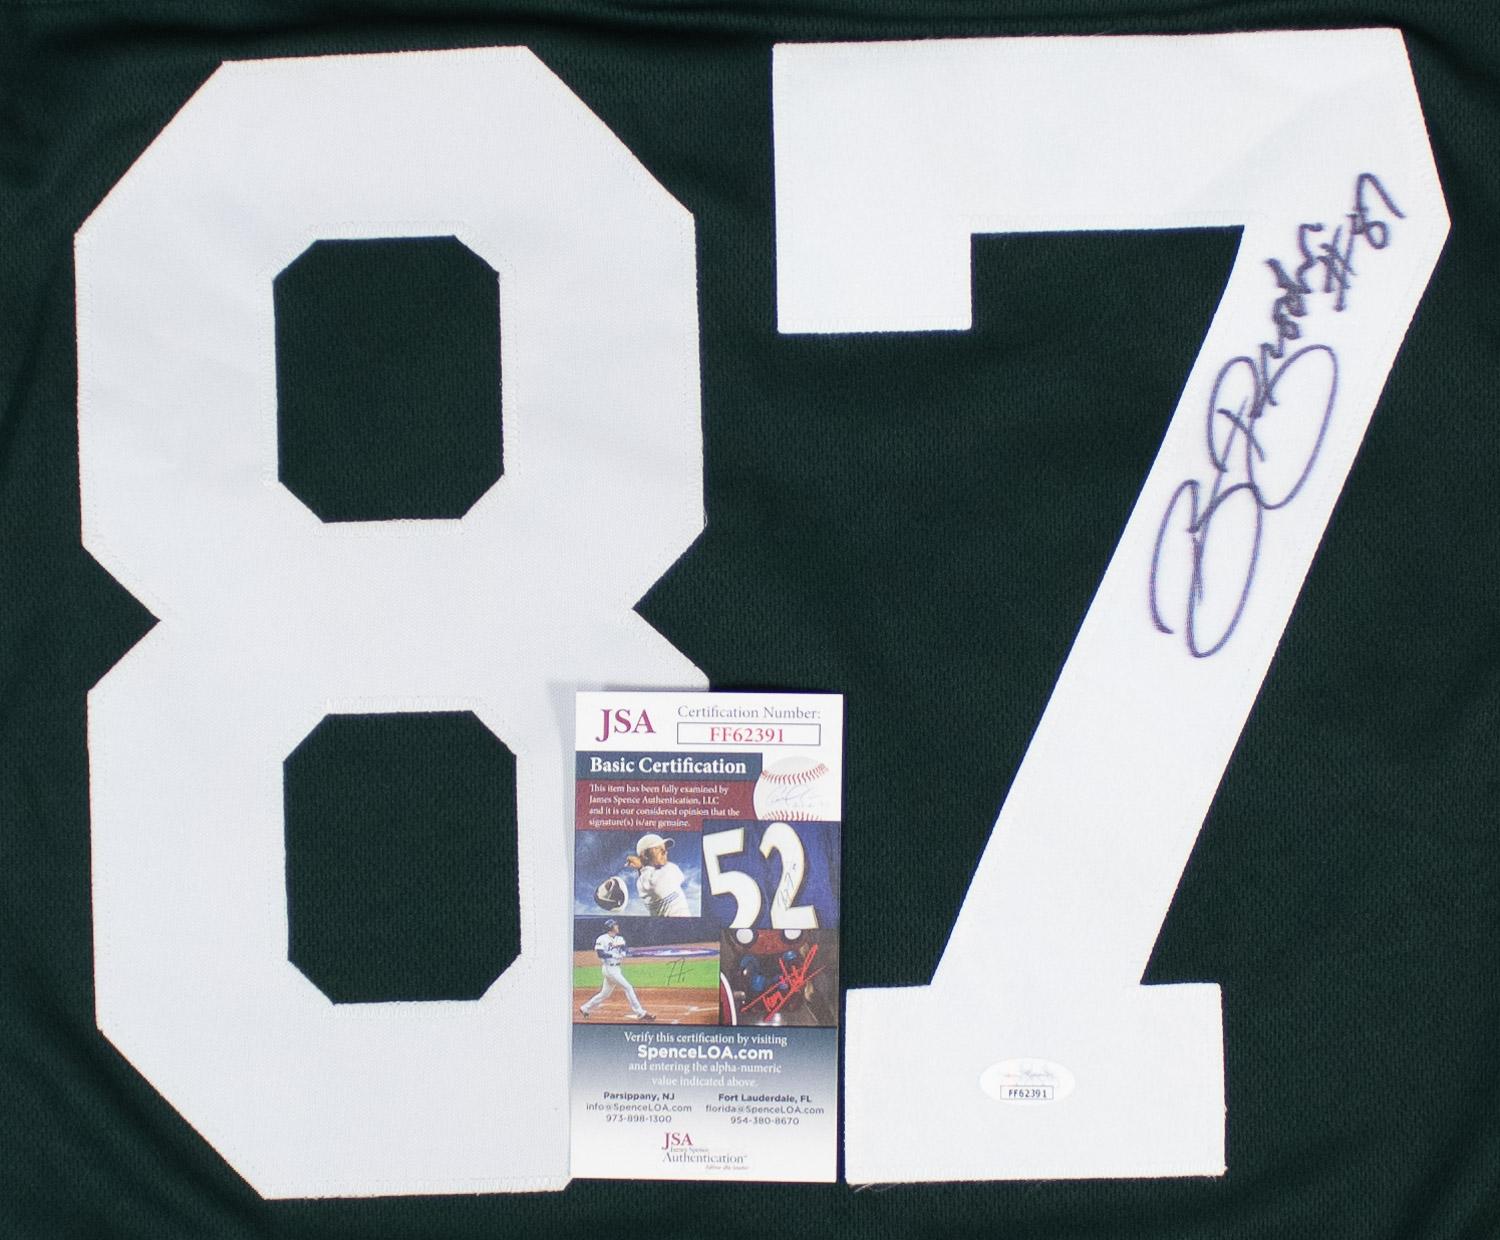 87
B Brooks #87
JSA
Certification Number:
FF62391
Basic Certification
This item has been fully examined by
James Spence Authentication, LLC
and it is our considered opinion that the
signature(s) is/are genuine.
52
Verify this certification by visiting
SpenceLOA.com
and entering the alpha-numeric
value indicated above.
Parsippany, NJ
info@SpenceLOA.com
973-898-1300
Fort Lauderdale, FL
florida@SpenceLOA.com
954-380-8670
JSA
James Spence
Authentication
FF62391